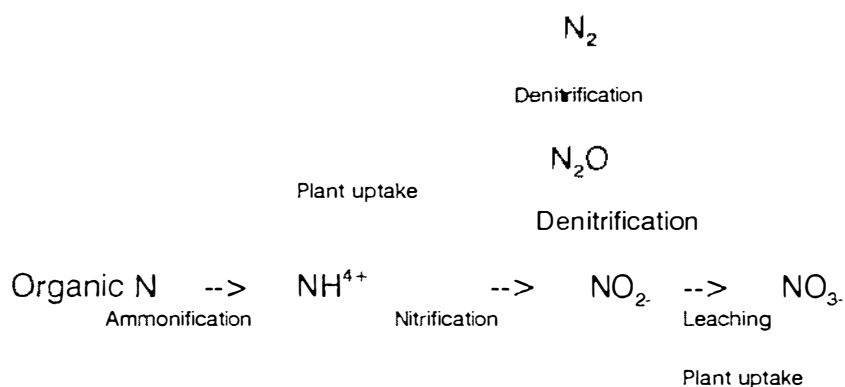 N₂
Denitrification
N₂O
Plant uptake
Denitrification
Organic N --> NH⁴⁺ --> NO₂₋ --> NO₃₋
Ammonification Nitrification Leaching
Plant uptake